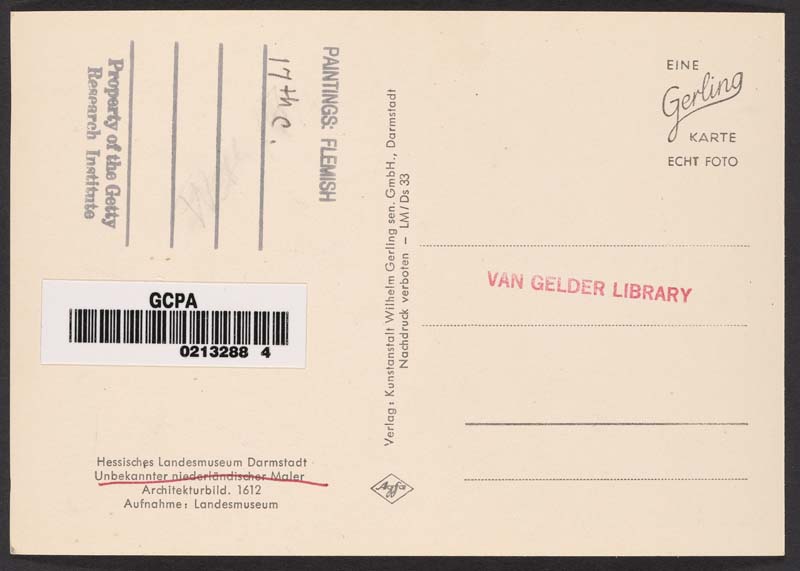 PAINTINGS: FLEMISH
17th c.
Property of the Getty
Research Institute
GCPA
0213288 4
Hessisches Landesmuseum Darmstadt
Unbekannter niederländischer Maler
Architekturbild. 1612
Aufnahme: Landesmuseum
Verlag: Kunstanstalt Wilhelm Gerling sen. GmbH., Darmstadt
Nachdruck verboten – LM/Ds 33
Agfa
EINE
Gerling
KARTE
ECHT FOTO
VAN GELDER LIBRARY